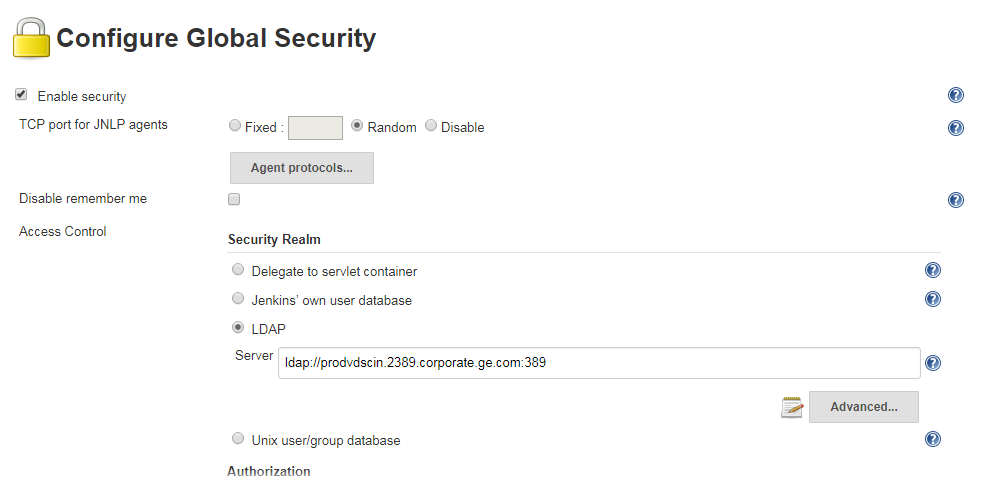 Configure Global Security
Enable security
TCP port for JNLP agents
Fixed : Random Disable
Agent protocols...
Disable remember me
Access Control
Security Realm
Delegate to servlet container
Jenkins' own user database
LDAP
Server ldap://prodvdscin.2389.corporate.ge.com:389
Advanced...
Unix user/group database
Authorization